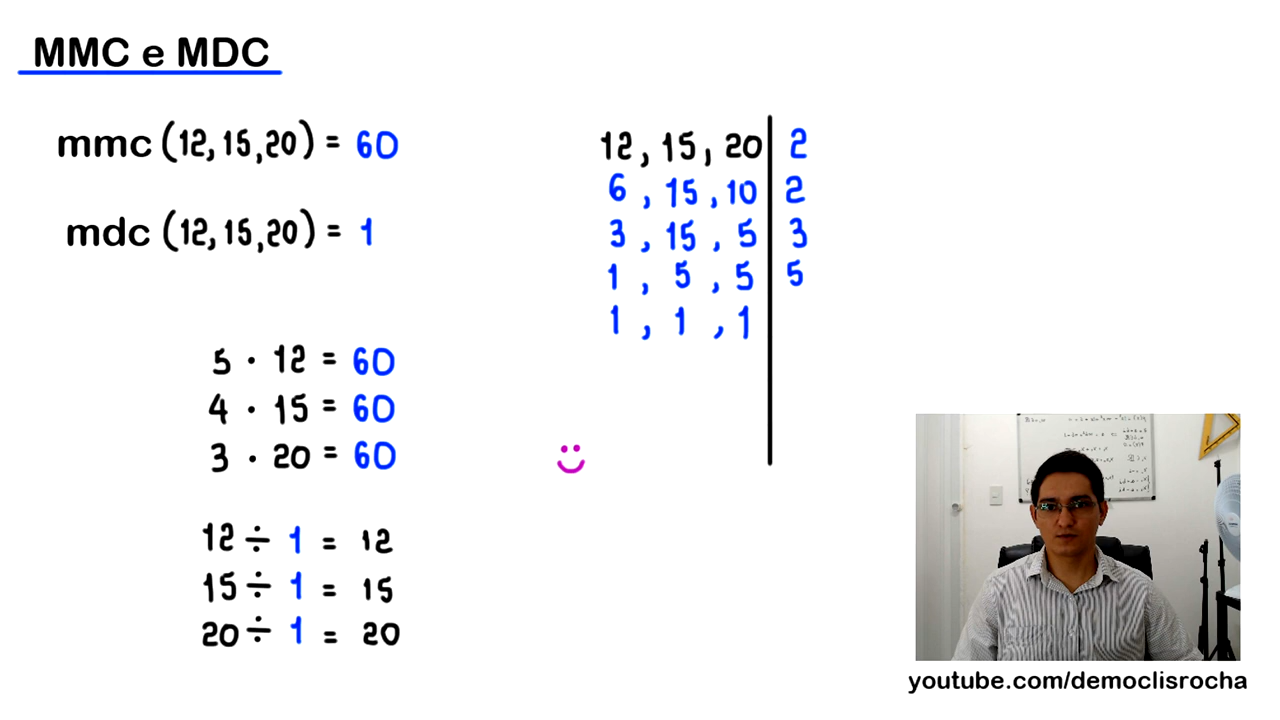 MMC e MDC
mmc (12, 15, 20) = 60
mdc (12, 15, 20) = 1
5 · 12 = 60
4 · 15 = 60
3 · 20 = 60
12 ÷ 1 = 12
15 ÷ 1 = 15
20 ÷ 1 = 20
12, 15, 20 | 2
6, 15, 10 | 2
3, 15, 5 | 3
1, 5, 5 | 5
1, 1, 1
youtube.com/democlisrocha